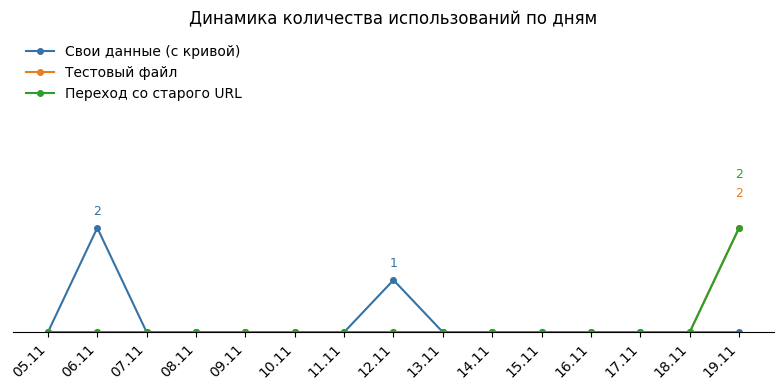 Динамика количества использований по дням
Свои данные (с кривой)
Тестовый файл
Переход со старого URL
2
2
2
1
05.11 06.11 07.11 08.11 09.11 10.11 11.11 12.11 13.11 14.11 15.11 16.11 17.11 18.11 19.11